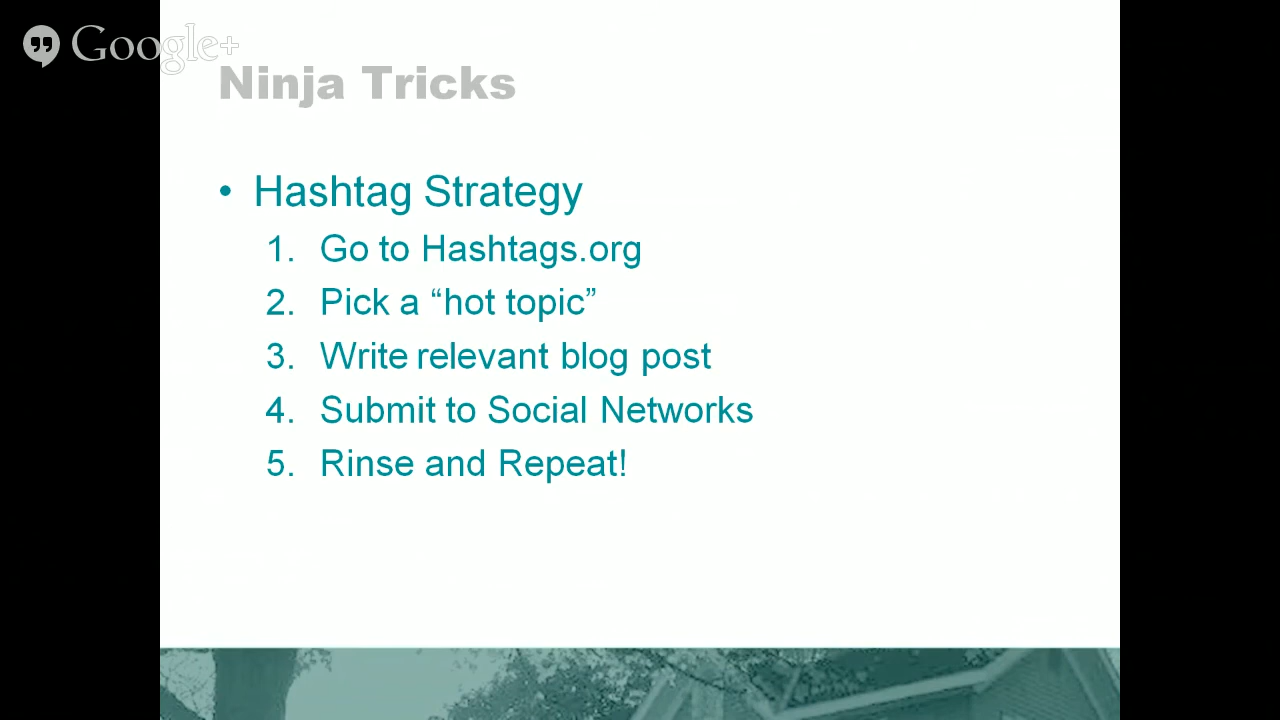 Google+
Ninja Tricks
• Hashtag Strategy
1. Go to Hashtags.org
2. Pick a “hot topic”
3. Write relevant blog post
4. Submit to Social Networks
5. Rinse and Repeat!